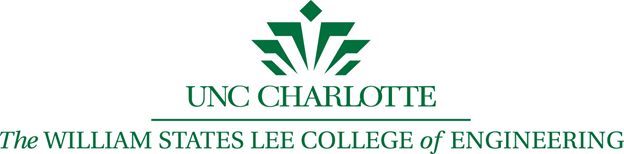 UNC CHARLOTTE
The WILLIAM STATES LEE COLLEGE of ENGINEERING